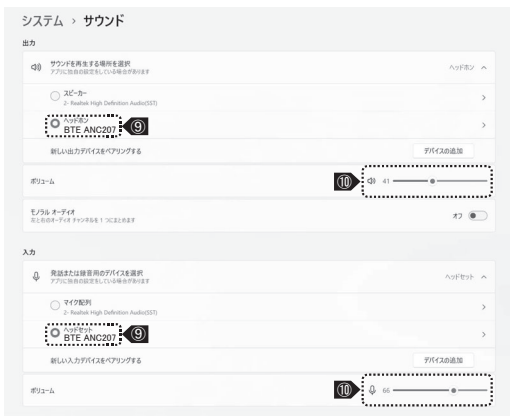 システム > サウンド
出力
サウンドを再生する場所を選択
アプリに独自の設定をしている場合があります
ヘッドホン
スピーカー
2- Realtek High Definition Audio(SST)
ヘッドホン
BTE ANC207
⑨
新しい出力デバイスをペアリングする
デバイスの追加
ボリューム
⑩
41
モノラル オーディオ
左と右のオーディオ チャンネルを 1 つにまとめます
オフ
入力
発話または録音用のデバイスを選択
アプリに独自の設定をしている場合があります
ヘッドセット
マイク配列
2- Realtek High Definition Audio(SST)
ヘッドセット
BTE ANC207
⑨
新しい入力デバイスをペアリングする
デバイスの追加
ボリューム
⑩
66